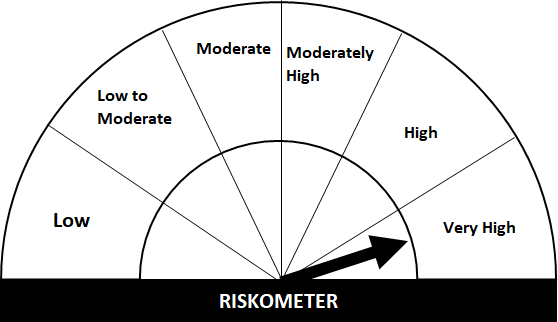 Low
Low to
Moderate
Moderate
Moderately
High
High
Very High
RISKOMETER